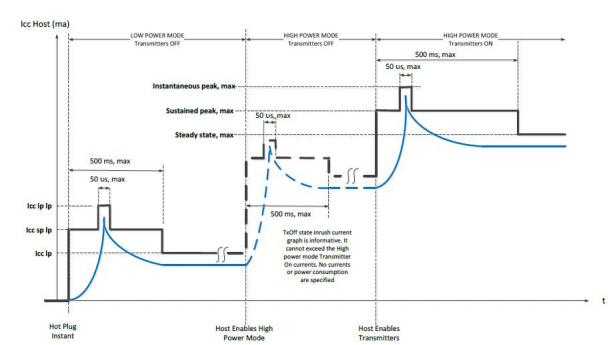 Icc Host (ma)
LOW POWER MODE
Transmitters OFF
HIGH POWER MODE
Transmitters OFF
HIGH POWER MODE
Transmitters ON
500 ms, max
50 us, max
Instantaneous peak, max
Sustained peak, max
50 us, max
Steady state, max
500 ms, max
50 us, max
Icc ip lp
500 ms, max
Icc sp lp
TxOff state inrush current
graph is informative. It
cannot exceed the High
power mode Transmitter
On currents. No currents
or power consumption
are specified
Icc lp
t
Hot Plug
Instant
Host Enables High
Power Mode
Host Enables
Transmitters